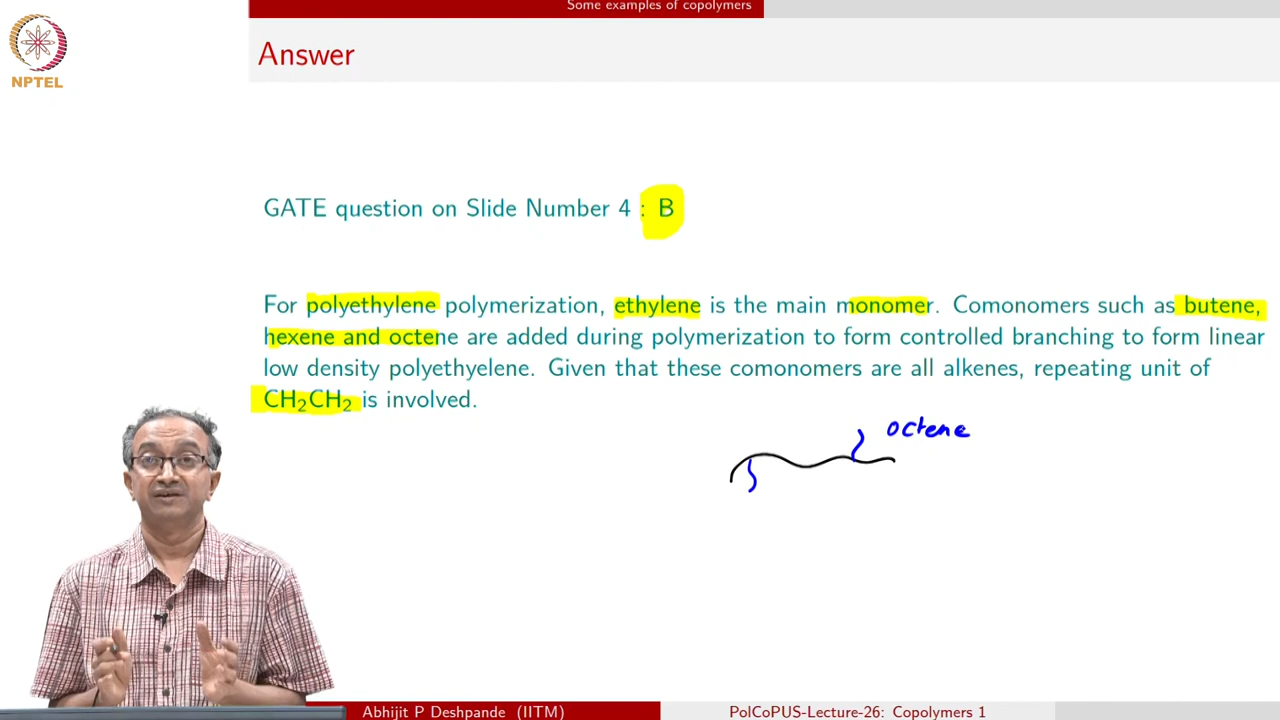 Some examples of copolymers
NPTEL
Answer
GATE question on Slide Number 4 : B
For polyethylene polymerization, ethylene is the main monomer. Comonomers such as butene,
hexene and octene are added during polymerization to form controlled branching to form linear
low density polyethyelene. Given that these comonomers are all alkenes, repeating unit of
CH₂CH₂ is involved.
octene
Abhijit P Deshpande (IITM)
PolCoPUS-Lecture-26: Copolymers 1